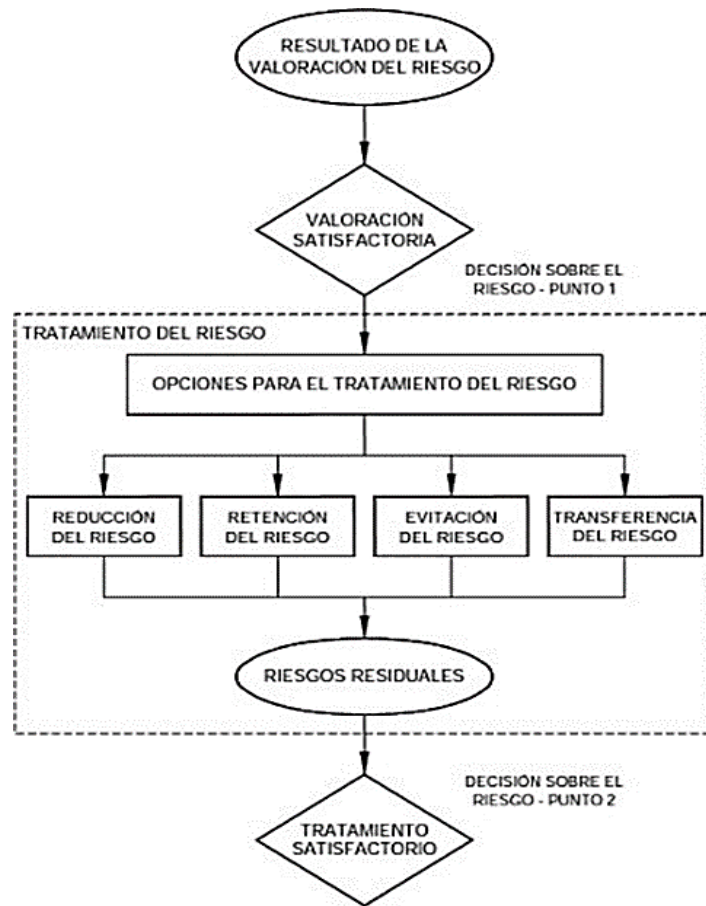 RESULTADO DE LA
VALORACIÓN DEL RIESGO
VALORACIÓN
SATISFACTORIA
DECISIÓN SOBRE EL
RIESGO - PUNTO 1
TRATAMIENTO DEL RIESGO
OPCIONES PARA EL TRATAMIENTO DEL RIESGO
REDUCCIÓN
DEL RIESGO
RETENCIÓN
DEL RIESGO
EVITACIÓN
DEL RIESGO
TRANSFERENCIA
DEL RIESGO
RIESGOS RESIDUALES
DECISIÓN SOBRE EL
RIESGO - PUNTO 2
TRATAMIENTO
SATISFACTORIO